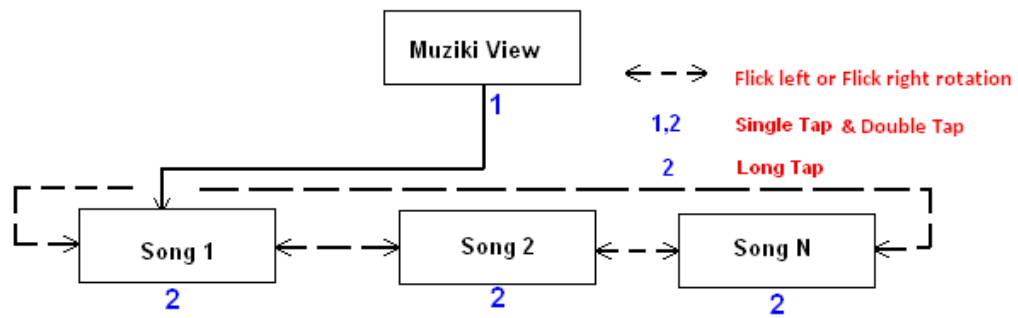 Muziki View
1
Flick left or Flick right rotation
1,2 Single Tap & Double Tap
2 Long Tap
Song 1
Song 2
Song N
2
2
2